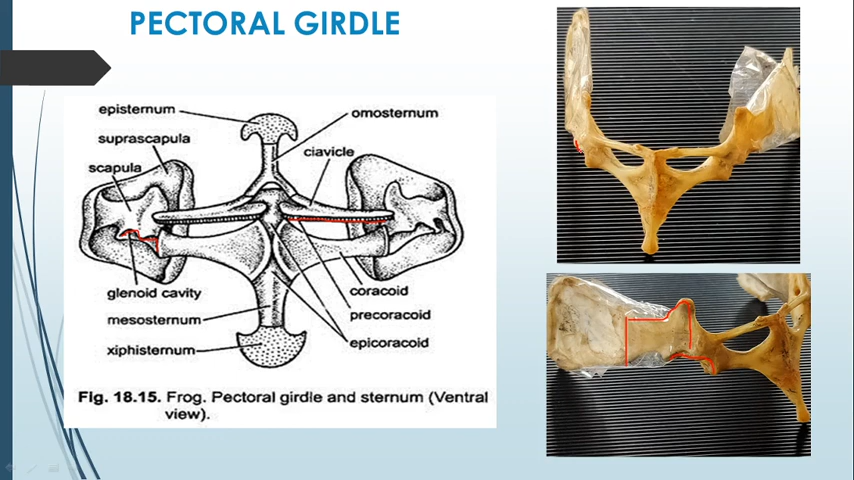 PECTORAL GIRDLE
episternum
omosternum
suprascapula
ciavicle
scapula
glenoid cavity
coracoid
mesosternum
precoracoid
epicoracoid
xiphisternum
Fig. 18.15. Frog. Pectoral girdle and sternum (Ventral
view).